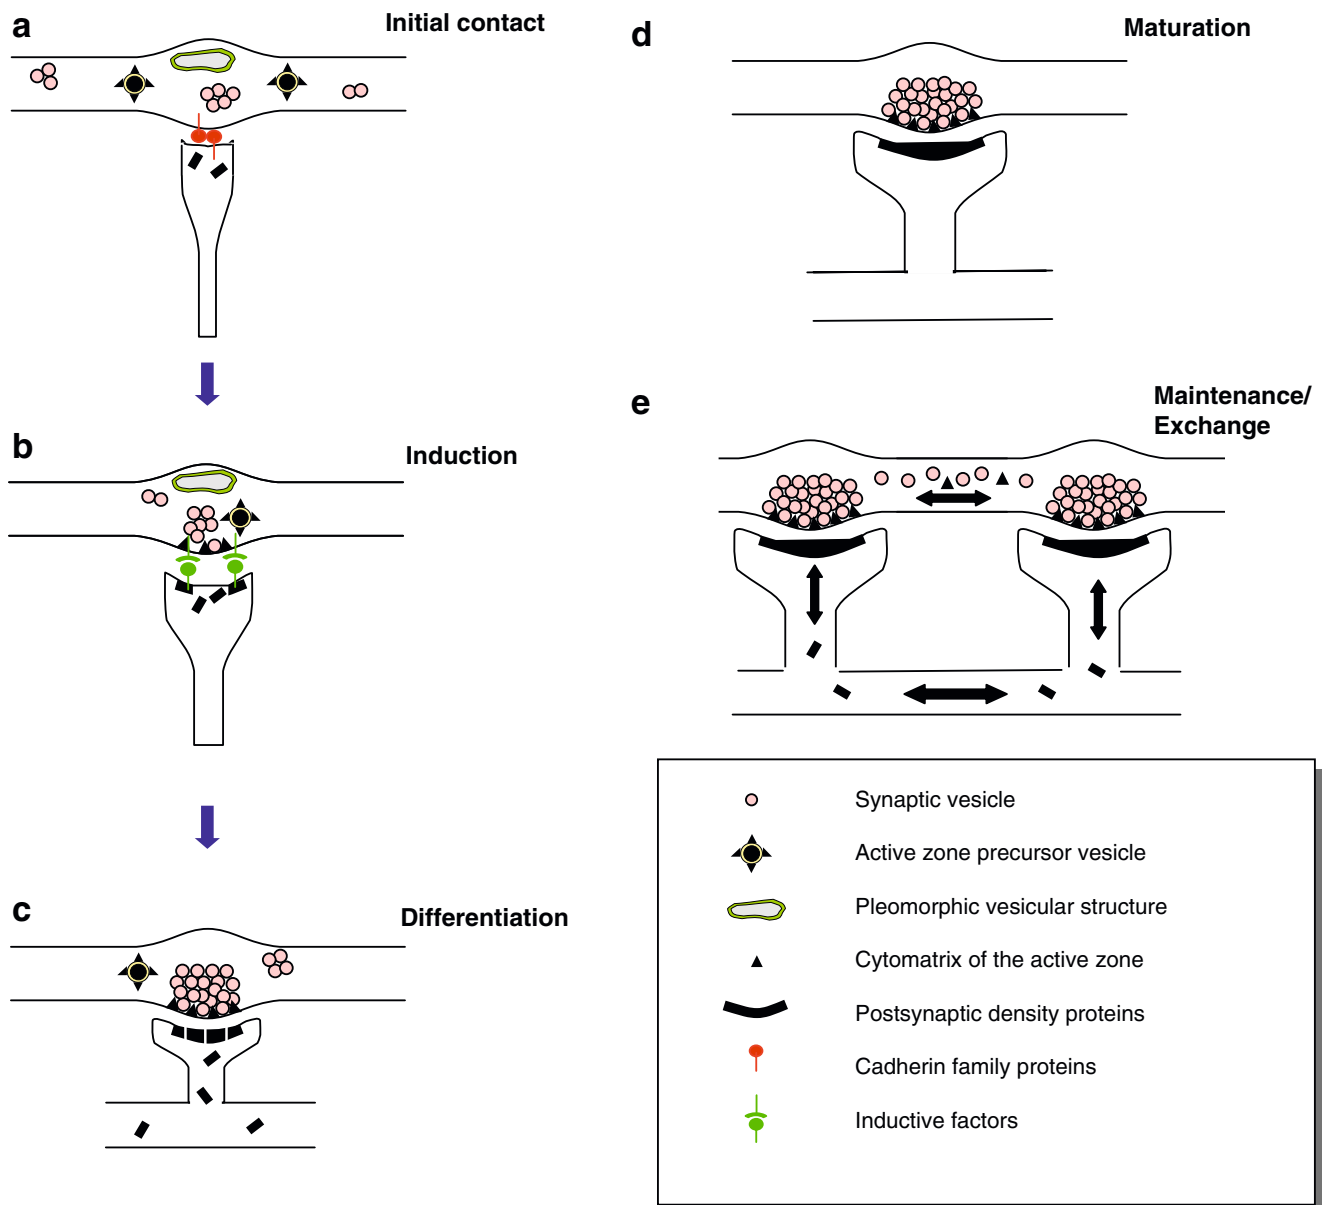 a
Initial contact
b
Induction
c
Differentiation
d
Maturation
e
Maintenance/
Exchange
Synaptic vesicle
Active zone precursor vesicle
Pleomorphic vesicular structure
Cytomatrix of the active zone
Postsynaptic density proteins
Cadherin family proteins
Inductive factors